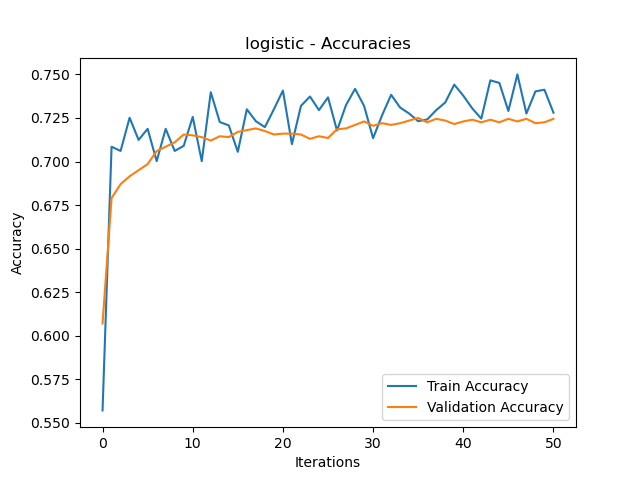 logistic - Accuracies
0.750
0.725
0.700
0.675
0.650
0.625
0.600
0.575
0.550
Accuracy
0 10 20 30 40 50
Iterations
Train Accuracy
Validation Accuracy